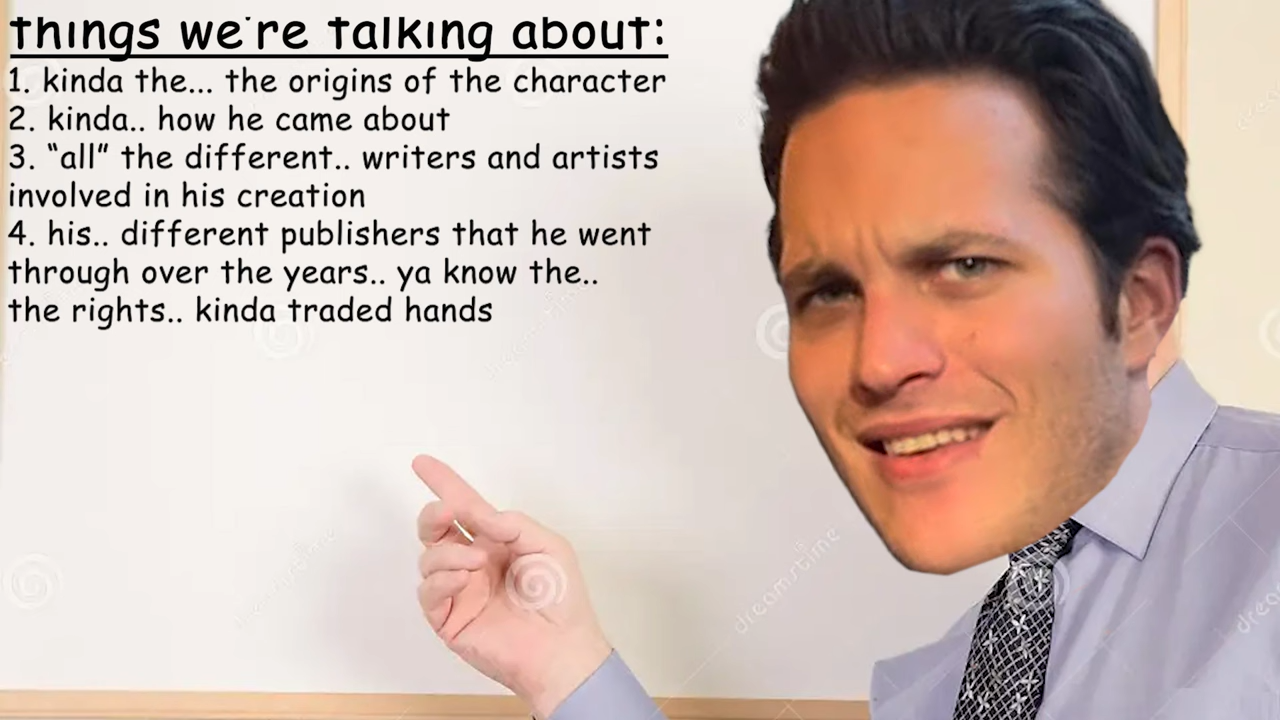 things we're talking about:
1. kinda the... the origins of the character
2. kinda.. how he came about
3. “all” the different.. writers and artists
involved in his creation
4. his.. different publishers that he went
through over the years.. ya know the..
the rights.. kinda traded hands
dreamstime
dreamstime